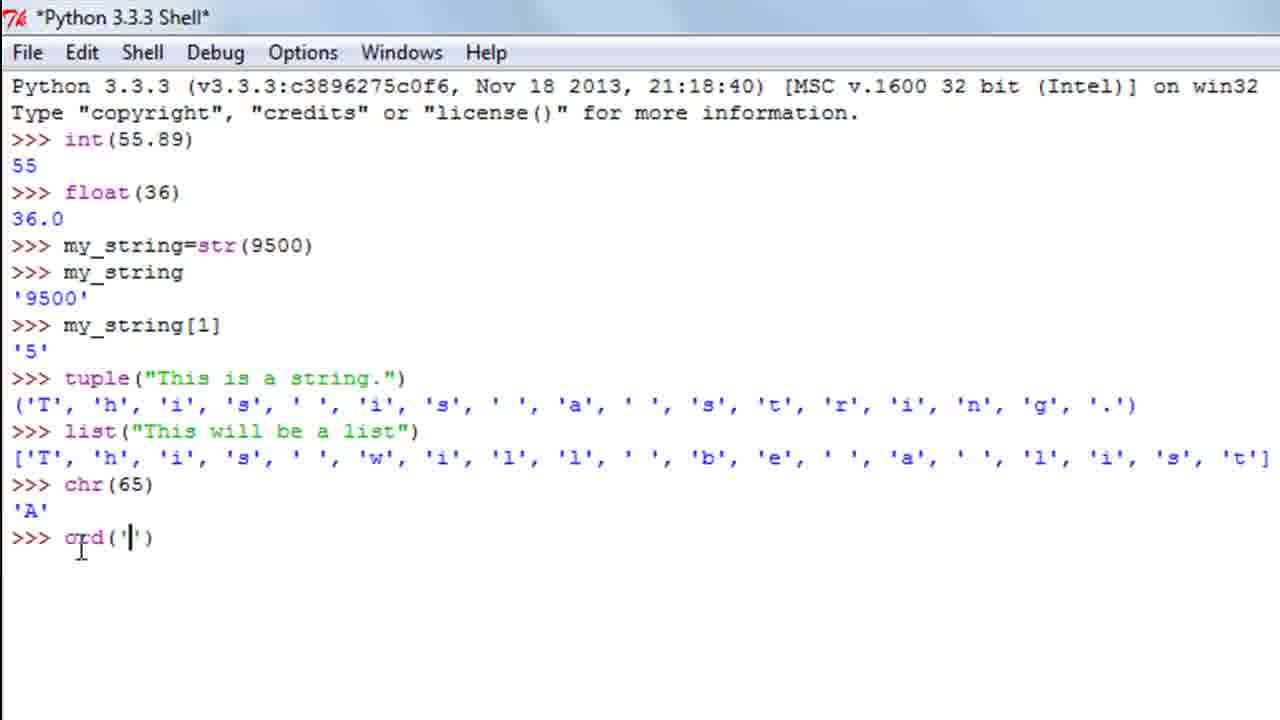 *Python 3.3.3 Shell*
File Edit Shell Debug Options Windows Help
Python 3.3.3 (v3.3.3:c3896275c0f6, Nov 18 2013, 21:18:40) [MSC v.1600 32 bit (Intel)] on win32
Type "copyright", "credits" or "license()" for more information.
>>> int(55.89)
55
>>> float(36)
36.0
>>> my_string=str(9500)
>>> my_string
'9500'
>>> my_string[1]
'5'
>>> tuple("This is a string.")
('T', 'h', 'i', 's', ' ', 'i', 's', ' ', 'a', ' ', 's', 't', 'r', 'i', 'n', 'g', '.')
>>> list("This will be a list")
['T', 'h', 'i', 's', ' ', 'w', 'i', 'l', 'l', ' ', 'b', 'e', ' ', 'a', ' ', 'l', 'i', 's', 't']
>>> chr(65)
'A'
>>> ord('')